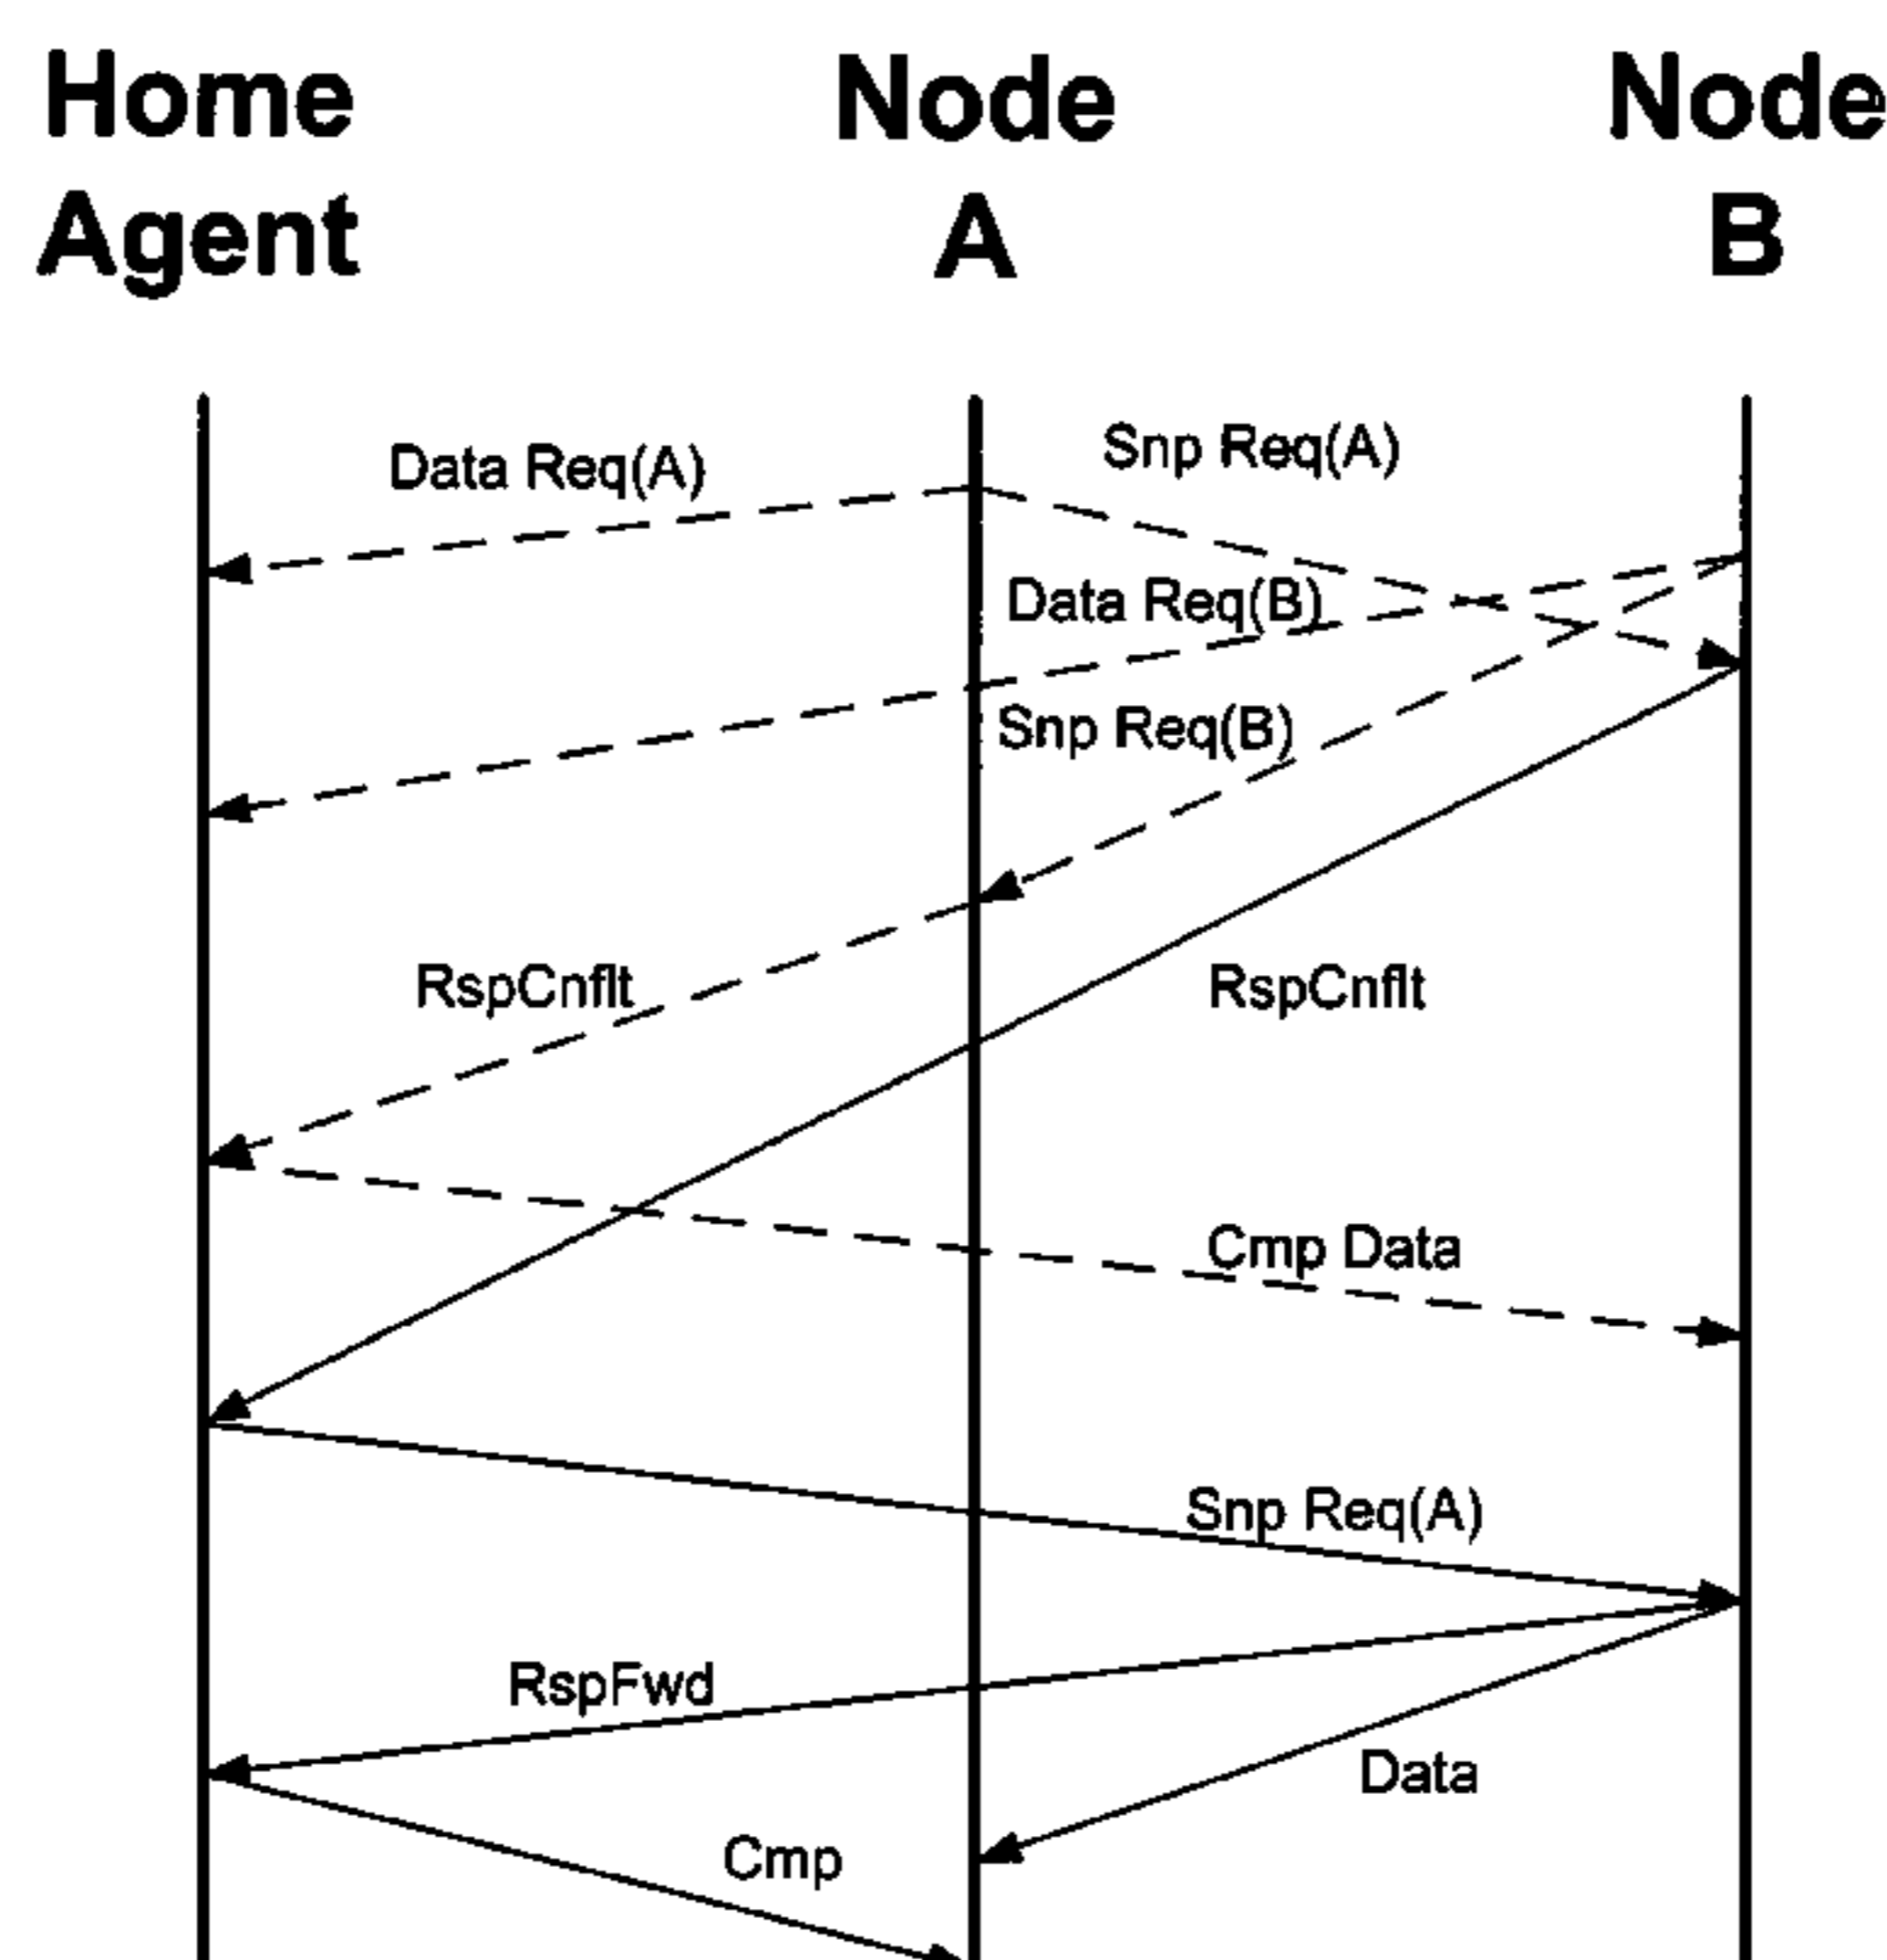 Home
Agent
Node
A
Node
B
Data Req(A)
Snp Req(A)
Data Req(B)
Snp Req(B)
RspCnflt
RspCnflt
Cmp Data
Snp Req(A)
RspFwd
Data
Cmp